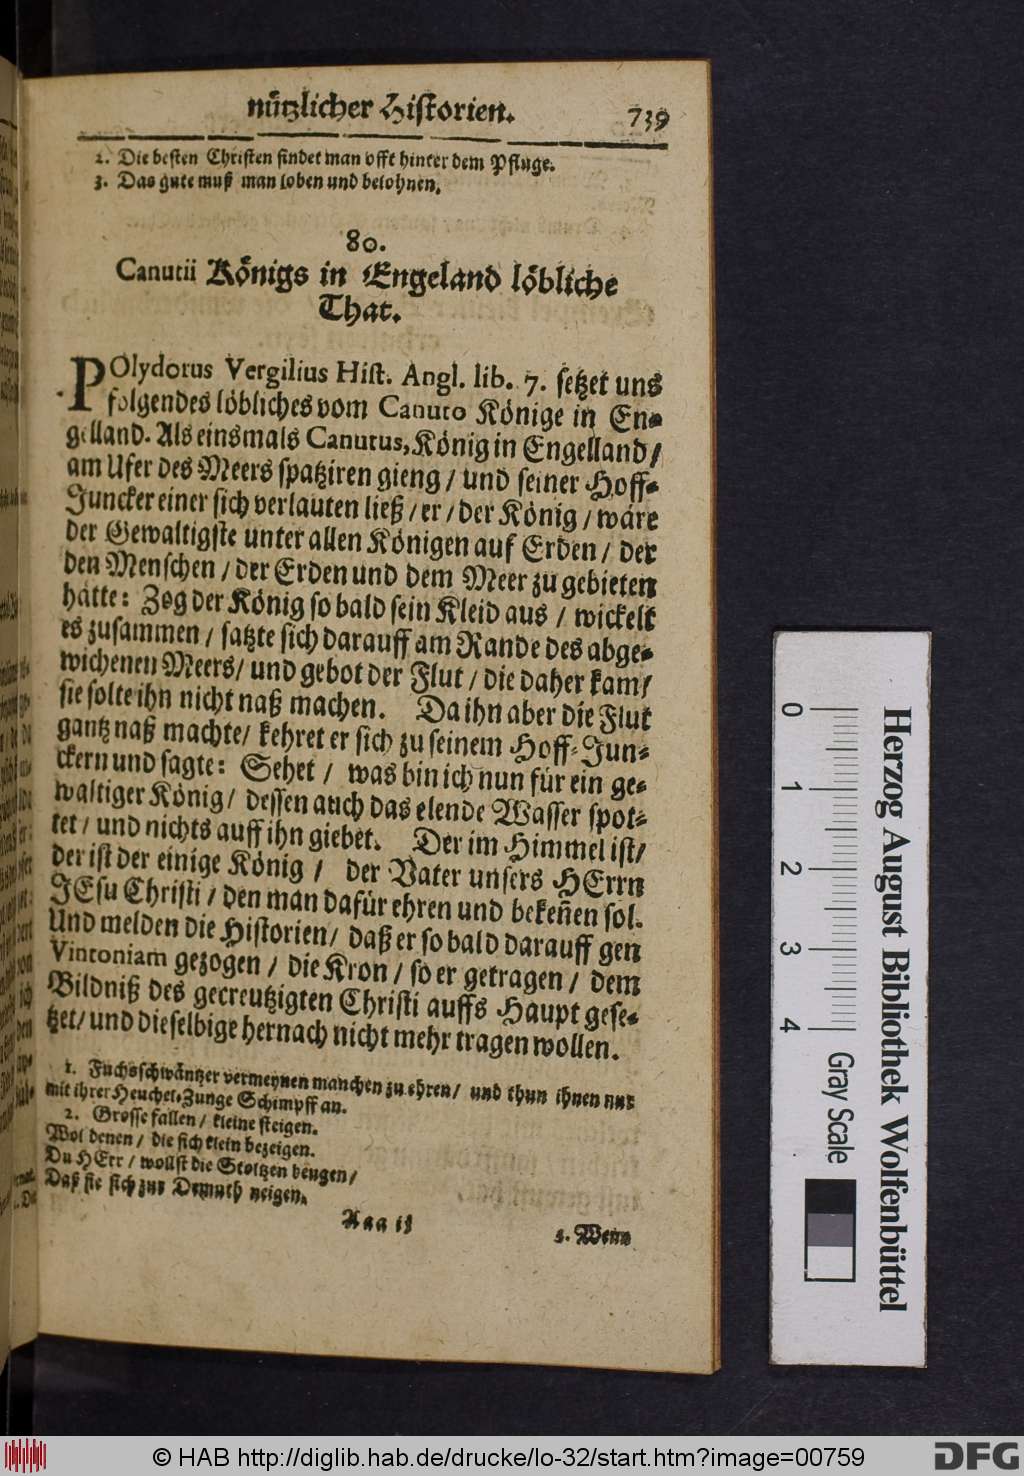 nützlicher Historien. 739
2. Die besten Christen findet man offt hinter dem Pfluge.
3. Das gute muß man loben und belohnen.
80.
Canutii Königs in Engeland löbliche
That.
POlydorus Vergilius Hist. Angl. lib. 7. setzet uns
folgendes löbliches vom Canuto Könige in En-
gelland. Als einsmals Canutus, König in Engelland/
am Ufer des Meers spatziren gieng / und seiner Hoff-
Juncker einer sich verlauten ließ / er / der König / wäre
der Gewaltigste unter allen Königen auf Erden / der
den Menschen / der Erden und dem Meer zu gebieten
hätte: Zog der König so bald sein Kleid aus / wickelt
es zusammen / satzte sich darauff am Rande des abge-
wichenen Meers/ und gebot der Flut / die daher kam/
sie solte ihn nicht naß machen. Da ihn aber die Flut
gantz naß machte/ kehret er sich zu seinem Hoff-Jun-
ckern und sagte: Sehet / was bin ich nun für ein ge-
waltiger König/ dessen auch das elende Wasser spot-
tet / und nichts auff ihn giebet. Der im Himmel ist/
der ist der einige König / der Vater unsers HErrn
JEsu Christi / den man dafür ehren und bekeñen sol.
Und melden die Historien/ daß er so bald darauff gen
Vintoniam gezogen / die Kron / so er getragen / dem
Bildniß des gecreutzigten Christi auffs Haupt gese-
tzet/ und dieselbige hernach nicht mehr tragen wollen.
1. Fuchsschwäntzer vermeynen manchen zu ehren/ und thun ihnen nur
mit ihrer Heuchel-Zunge Schimpff an.
2. Grosse fallen / kleine steigen.
Wol denen / die sich klein bezeigen.
Du HErr / wollst die Stoltzen beugen /
Daß sie sich zur Demuth neigen.
Aaa ij
3. Wenn
0 1 2 3 4
Gray Scale
Herzog August Bibliothek Wolfenbüttel
© HAB http://diglib.hab.de/drucke/lo-32/start.htm?image=00759
DFG